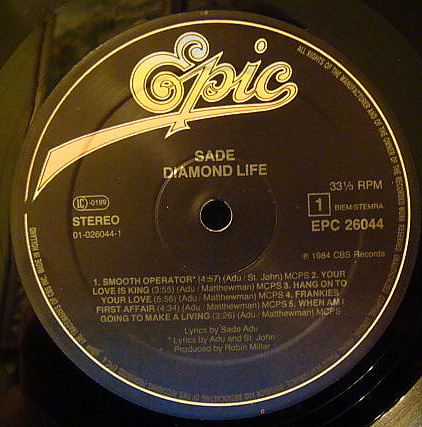 Epic
SADE
DIAMOND LIFE
IC -0199
STEREO
01-026044-1
33⅓ RPM
1 BIEM/STEMRA
EPC 26044
℗ 1984 CBS Records
1. SMOOTH OPERATOR* (4:57) (Adu / St. John) MCPS 2. YOUR
LOVE IS KING (3:55) (Adu / Matthewman) MCPS 3. HANG ON TO
YOUR LOVE (5:56) (Adu / Matthewman) MCPS 4. FRANKIES
FIRST AFFAIR (4:34) (Adu / Matthewman) MCPS 5. WHEN AM I
GOING TO MAKE A LIVING (3:26) (Adu / Matthewman) MCPS
Lyrics by Sade Adu
* Lyrics by Adu and St. John
Produced by Robin Millar
ALL RIGHTS OF THE MANUFACTURER AND OF THE OWNER OF THE RECORDED WORK